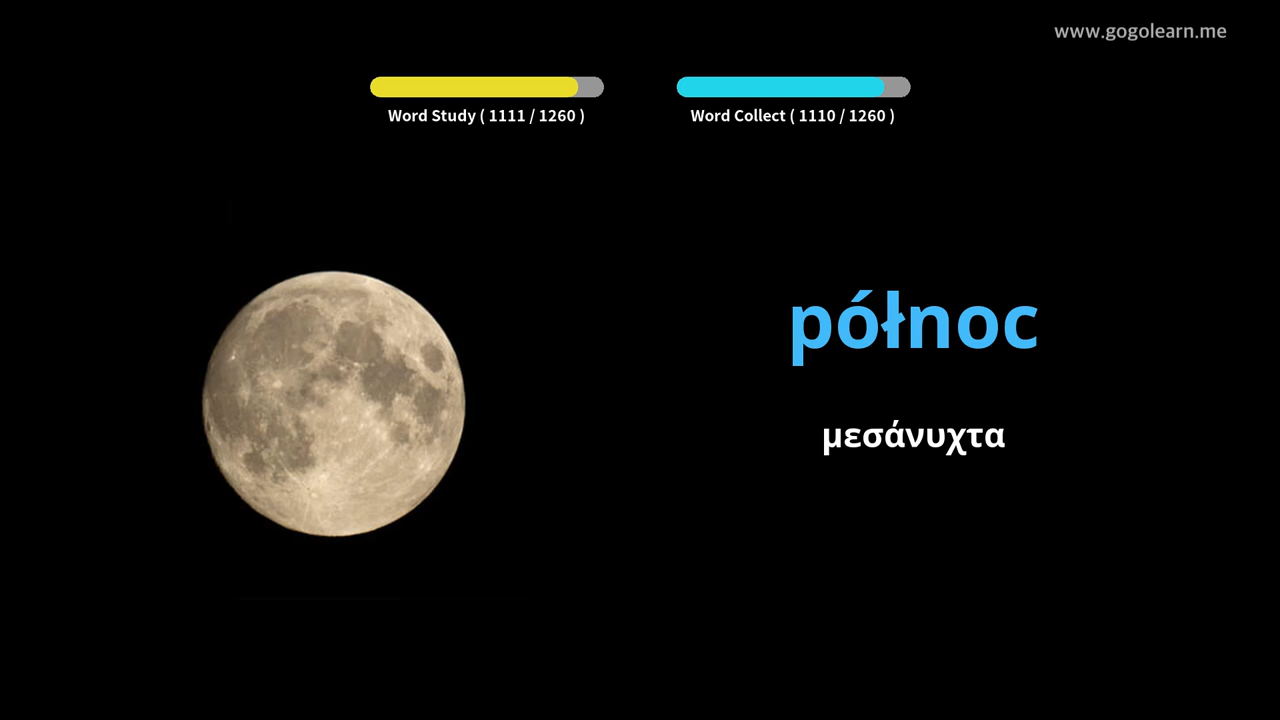 www.gogolearn.me
Word Study ( 1111 / 1260 )
Word Collect ( 1110 / 1260 )
północ
μεσάνυχτα